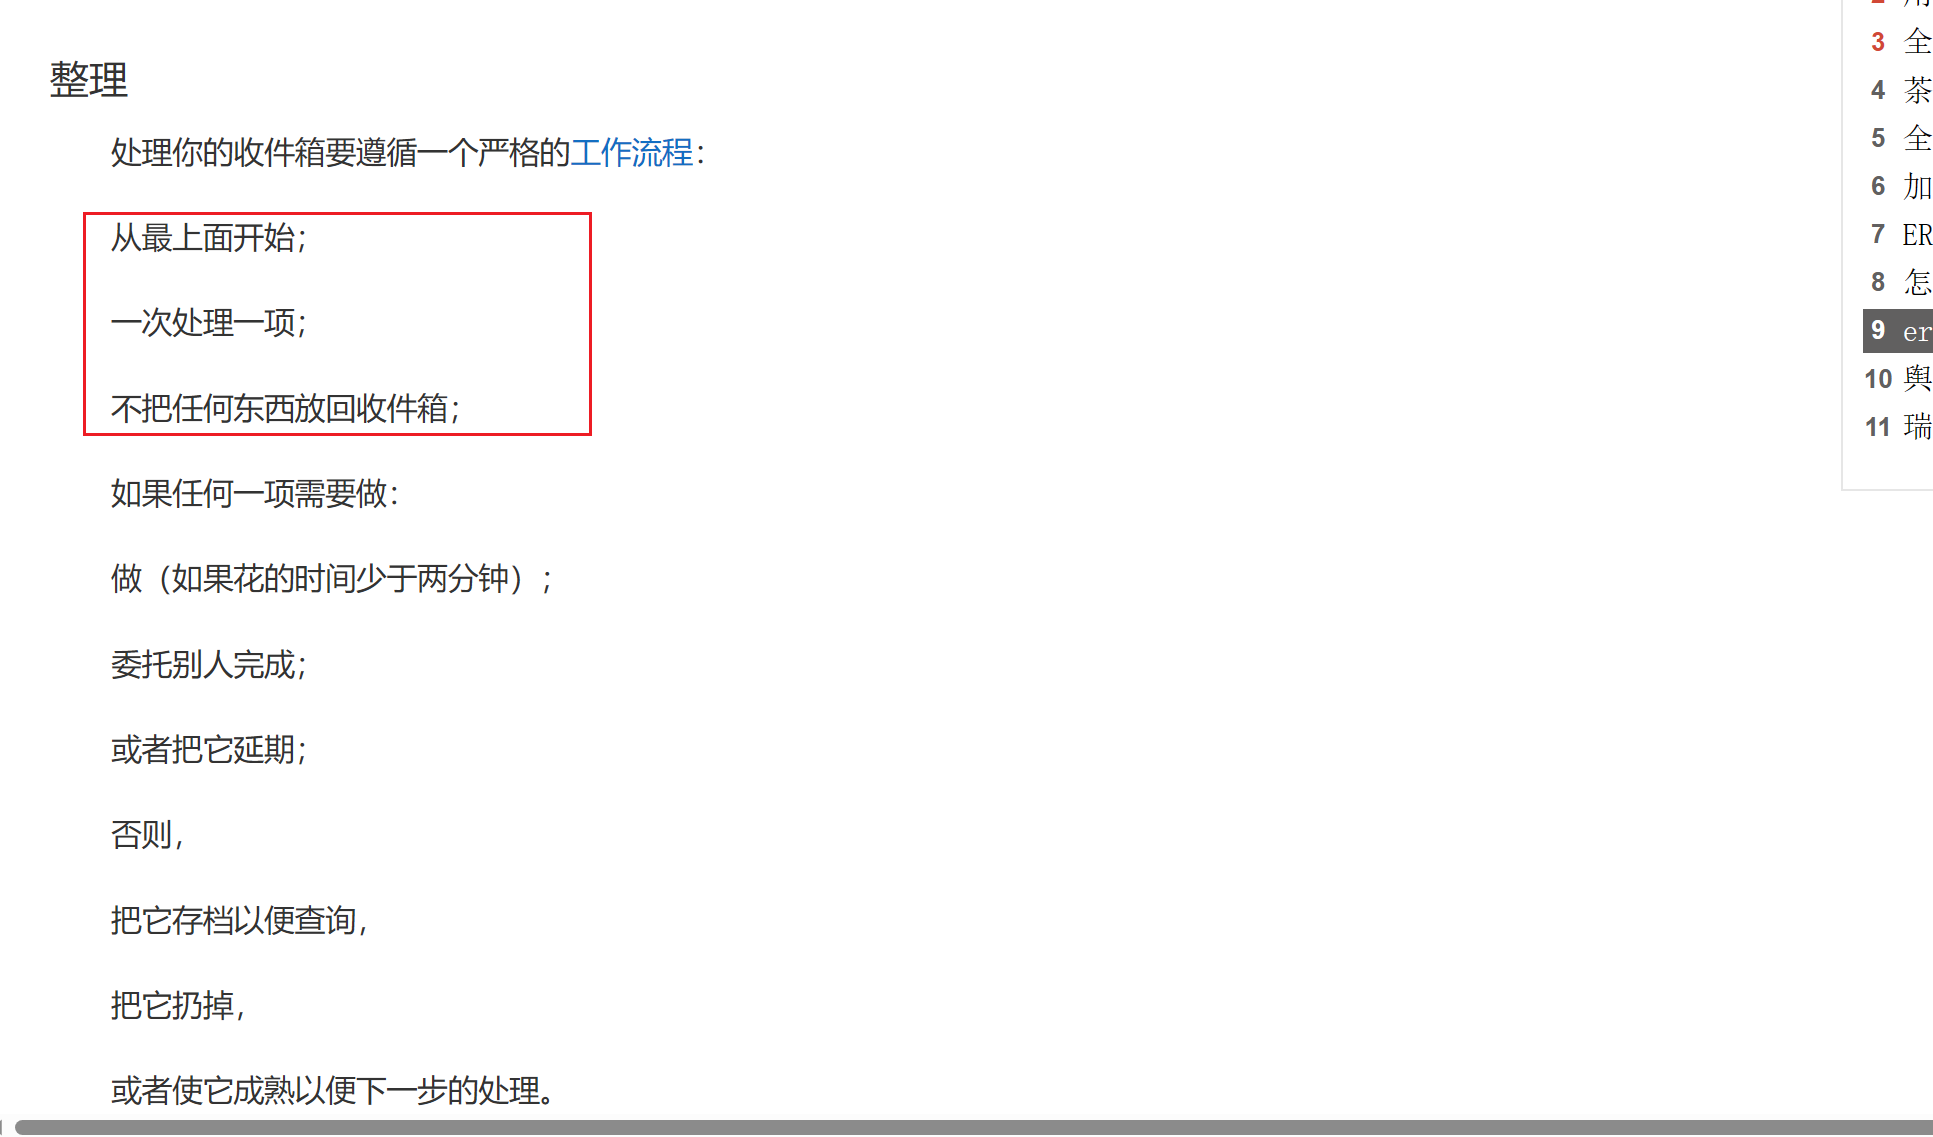 整理
处理你的收件箱要遵循一个严格的工作流程：
从最上面开始；
一次处理一项；
不把任何东西放回收件箱；
如果任何一项需要做：
做（如果花的时间少于两分钟）；
委托别人完成；
或者把它延期；
否则，
把它存档以便查询，
把它扔掉，
或者使它成熟以便下一步的处理。
3 全
4 茶
5 全
6 加
7 ER
8 怎
9 er
10 舆
11 瑞